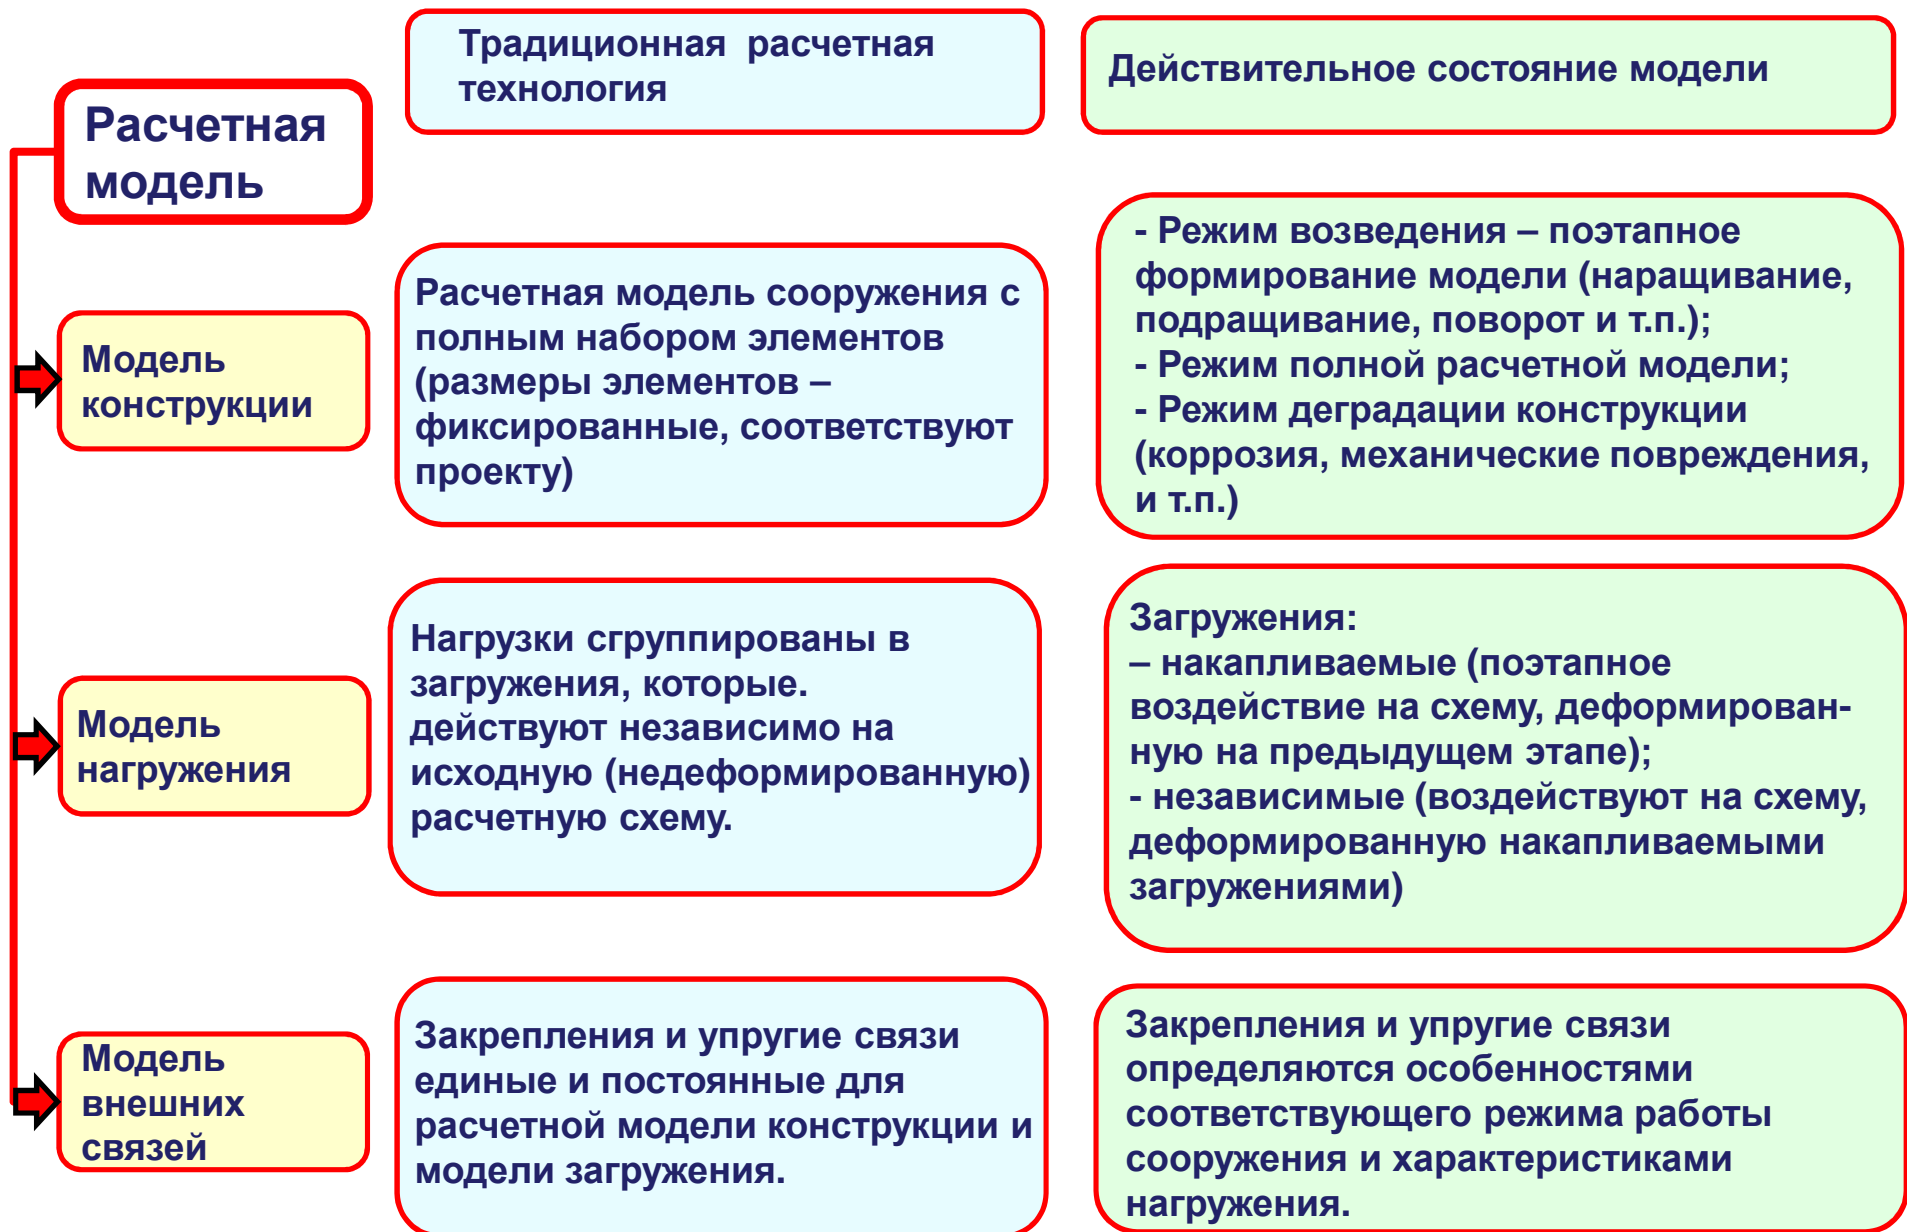 Традиционная расчетная
технология
Действительное состояние модели
Расчетная
модель
Модель
конструкции
Расчетная модель сооружения с
полным набором элементов
(размеры элементов –
фиксированные, соответствуют
проекту)
- Режим возведения – поэтапное
формирование модели (наращивание,
подращивание, поворот и т.п.);
- Режим полной расчетной модели;
- Режим деградации конструкции
(коррозия, механические повреждения,
и т.п.)
Модель
нагружения
Нагрузки сгруппированы в
загружения, которые.
действуют независимо на
исходную (недеформированную)
расчетную схему.
Загружения:
– накапливаемые (поэтапное
воздействие на схему, деформирован-
ную на предыдущем этапе);
- независимые (воздействуют на схему,
деформированную накапливаемыми
загружениями)
Модель
внешних
связей
Закрепления и упругие связи
единые и постоянные для
расчетной модели конструкции и
модели загружения.
Закрепления и упругие связи
определяются особенностями
соответствующего режима работы
сооружения и характеристиками
нагружения.